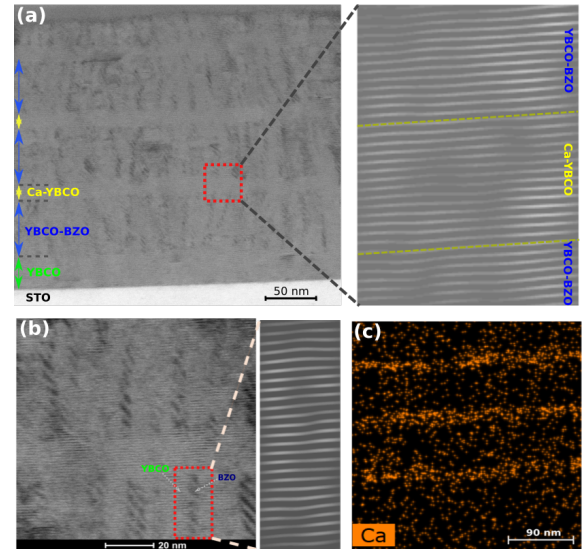 (a)
Ca-YBCO
YBCO-BZO
YBCO
STO
50 nm
YBCO-BZO
Ca-YBCO
YBCO-BZO
(b)
YBCO
BZO
20 nm
(c)
Ca
90 nm